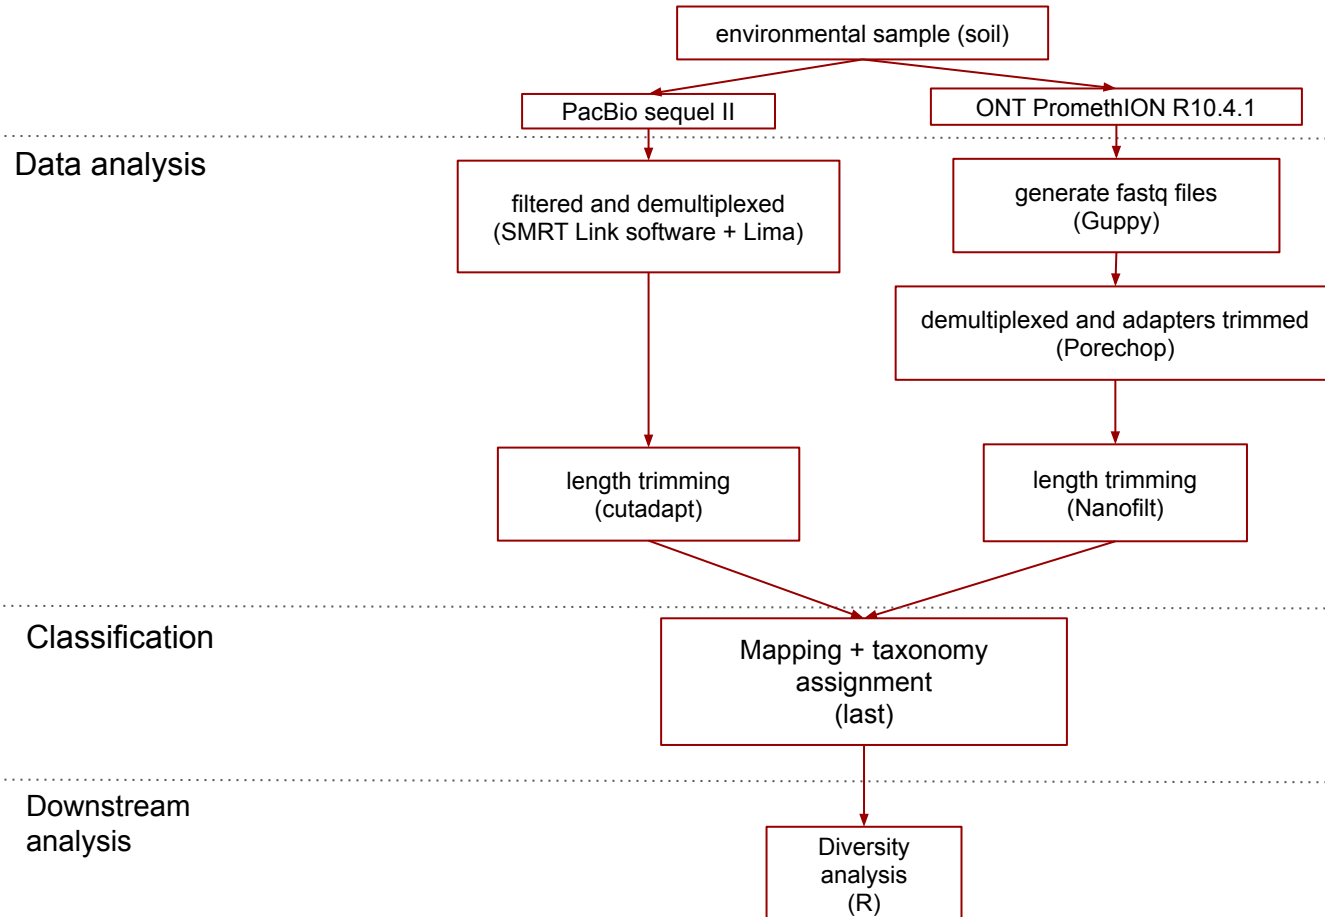 environmental sample (soil)
PacBio sequel II
ONT PromethION R10.4.1
Data analysis
filtered and demultiplexed
(SMRT Link software + Lima)
generate fastq files
(Guppy)
demultiplexed and adapters trimmed
(Porechop)
length trimming
(cutadapt)
length trimming
(Nanofilt)
Classification
Mapping + taxonomy
assignment
(last)
Downstream
analysis
Diversity
analysis
(R)